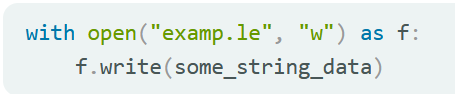 with open("examp.le", "w") as f:
    f.write(some_string_data)